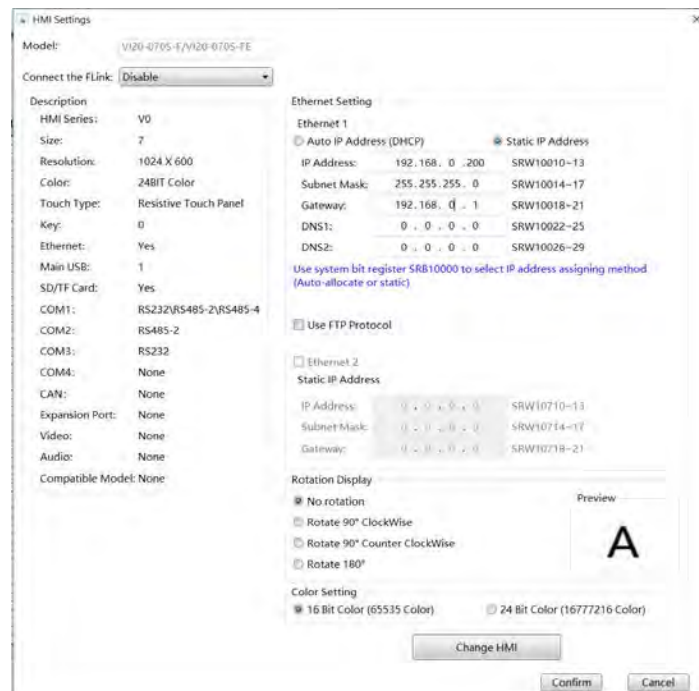 HMI Settings
Model: VI20-070S-F/VI20-070S-FE
Connect the FLink: Disable
Description
HMI Series: V0
Size: 7
Resolution: 1024 X 600
Color: 24BIT Color
Touch Type: Resistive Touch Panel
Key: 0
Ethernet: Yes
Main USB: 1
SD/TF Card: Yes
COM1: RS232\RS485-2\RS485-4
COM2: RS485-2
COM3: RS232
COM4: None
CAN: None
Expansion Port: None
Video: None
Audio: None
Compatible Model: None
Ethernet Setting
Ethernet 1
Auto IP Address (DHCP) Static IP Address
IP Address: 192.168. 0 .200 SRW10010~13
Subnet Mask: 255.255.255. 0 SRW10014~17
Gateway: 192.168. 0 . 1 SRW10018~21
DNS1: 0 . 0 . 0 . 0 SRW10022~25
DNS2: 0 . 0 . 0 . 0 SRW10026~29
Use system bit register SRB10000 to select IP address assigning method
(Auto-allocate or static)
Use FTP Protocol
Ethernet 2
Static IP Address
IP Address: 0 . 0 . 0 . 0 SRW10710~13
Subnet Mask: 0 . 0 . 0 . 0 SRW10714~17
Gateway: 0 . 0 . 0 . 0 SRW10718~21
Rotation Display
No rotation
Rotate 90° ClockWise
Rotate 90° Counter ClockWise
Rotate 180°
Preview
A
Color Setting
16 Bit Color (65535 Color) 24 Bit Color (16777216 Color)
Change HMI
Confirm Cancel